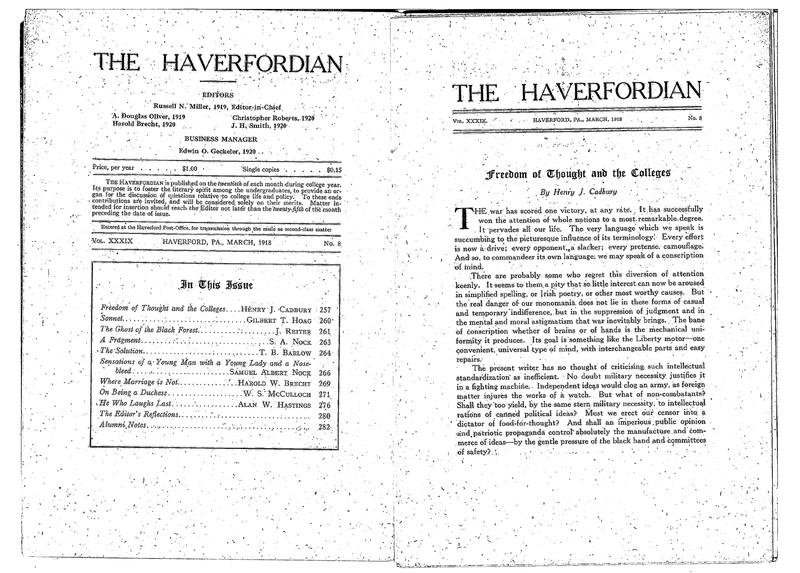 THE HAVERFORDIAN
EDITORS
Russell N. Miller, 1919, Editor-in-Chief
A. Douglas Oliver, 1919 Christopher Roberts, 1920
Harold Brecht, 1920 J. H. Smith, 1920
BUSINESS MANAGER
Edwin O. Geckeler, 1920
Price, per year $1.00 Single copies $0.15
THE HAVERFORDIAN is published on the twentieth of each month during college year.
Its purpose is to foster the literary spirit among the undergraduates, to provide an or-
gan for the discussion of questions relative to college life and policy. To these ends
contributions are invited, and will be considered solely on their merits. Matter in-
tended for insertion should reach the Editor not later than the twenty-fifth of the month
preceding the date of issue.
Entered at the Haverford Post-Office, for transmission through the mails as second-class matter
VOL. XXXIX HAVERFORD, PA., MARCH, 1918 No. 8
In This Issue
Freedom of Thought and the Colleges....HENRY J. CADBURY 257
Sonnet...GILBERT T. HOAG 260
The Ghost of the Black Forest...J. REITER 261
A Fragment...S. A. NOCK 263
The Solution...T. B. BARLOW 264
Sensations of a Young Man with a Young Lady and a Nose-
bleed...SAMUEL ALBERT NOCK 266
Where Marriage is Not...HAROLD W. BRECHT 269
On Being a Duchess...W. S. MCCULLOCH 271
He Who Laughs Last...ALAN W. HASTINGS 276
The Editor's Reflections...280
Alumni Notes...282
THE HAVERFORDIAN
VOL. XXXIX. HAVERFORD, PA., MARCH, 1918 No. 8
Freedom of Thought and the Colleges
By Henry J. Cadbury
THE war has scored one victory, at any rate. It has successfully
won the attention of whole nations to a most remarkable degree.
It pervades all our life. The very language which we speak is
succumbing to the picturesque influence of its terminology. Every effort
is now a drive; every opponent, a slacker; every pretense, camouflage.
And so, to commandeer its own language, we may speak of a conscription
of mind.
There are probably some who regret this diversion of attention
keenly. It seems to them a pity that so little interest can now be aroused
in simplified spelling, or Irish poetry, or other most worthy causes. But
the real danger of our monomania does not lie in these forms of casual
and temporary indifference, but in the suppression of judgment and in
the mental and moral astigmatism that war inevitably brings. The bane
of conscription whether of brains or of hands is the mechanical uni-
formity it produces. Its goal is something like the Liberty motor—one
convenient, universal type of mind, with interchangeable parts and easy
repairs.
The present writer has no thought of criticising such intellectual
standardization as inefficient. No doubt military necessity justifies it
in a fighting machine. Independent ideas would clog an army, as foreign
matter injures the works of a watch. But what of non-combatants?
Shall they too yield, by the same stern military necessity, to intellectual
rations of canned political ideas? Must we erect our censor into a
dictator of food-for-thought? And shall an imperious public opinion
and patriotic propaganda control absolutely the manufacture and com-
merce of ideas—by the gentle pressure of the black hand and committees
of safety?